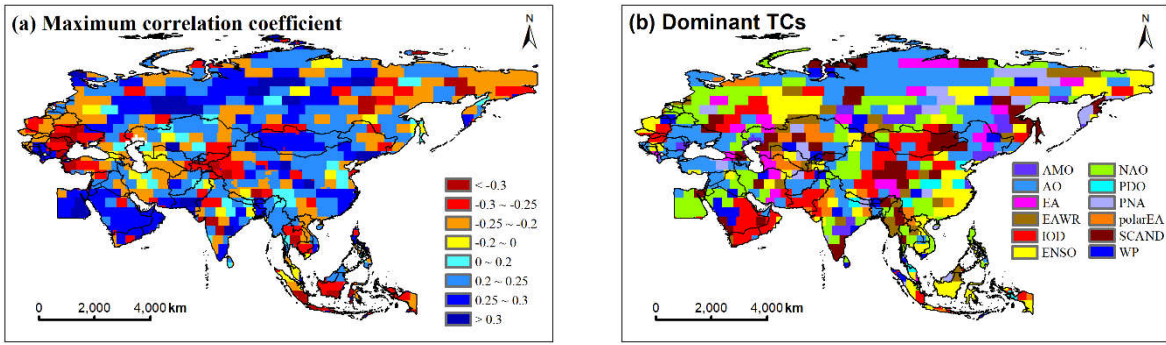 (a) Maximum correlation coefficient
N
< -0.3
-0.3 ~ -0.25
-0.25 ~ -0.2
-0.2 ~ 0
0 ~ 0.2
0.2 ~ 0.25
0.25 ~ 0.3
> 0.3
0 2,000 4,000 km
(b) Dominant TCs
N
AMO NAO
AO PDO
EA PNA
EAWR polarEA
IOD SCAND
ENSO WP
0 2,000 4,000 km